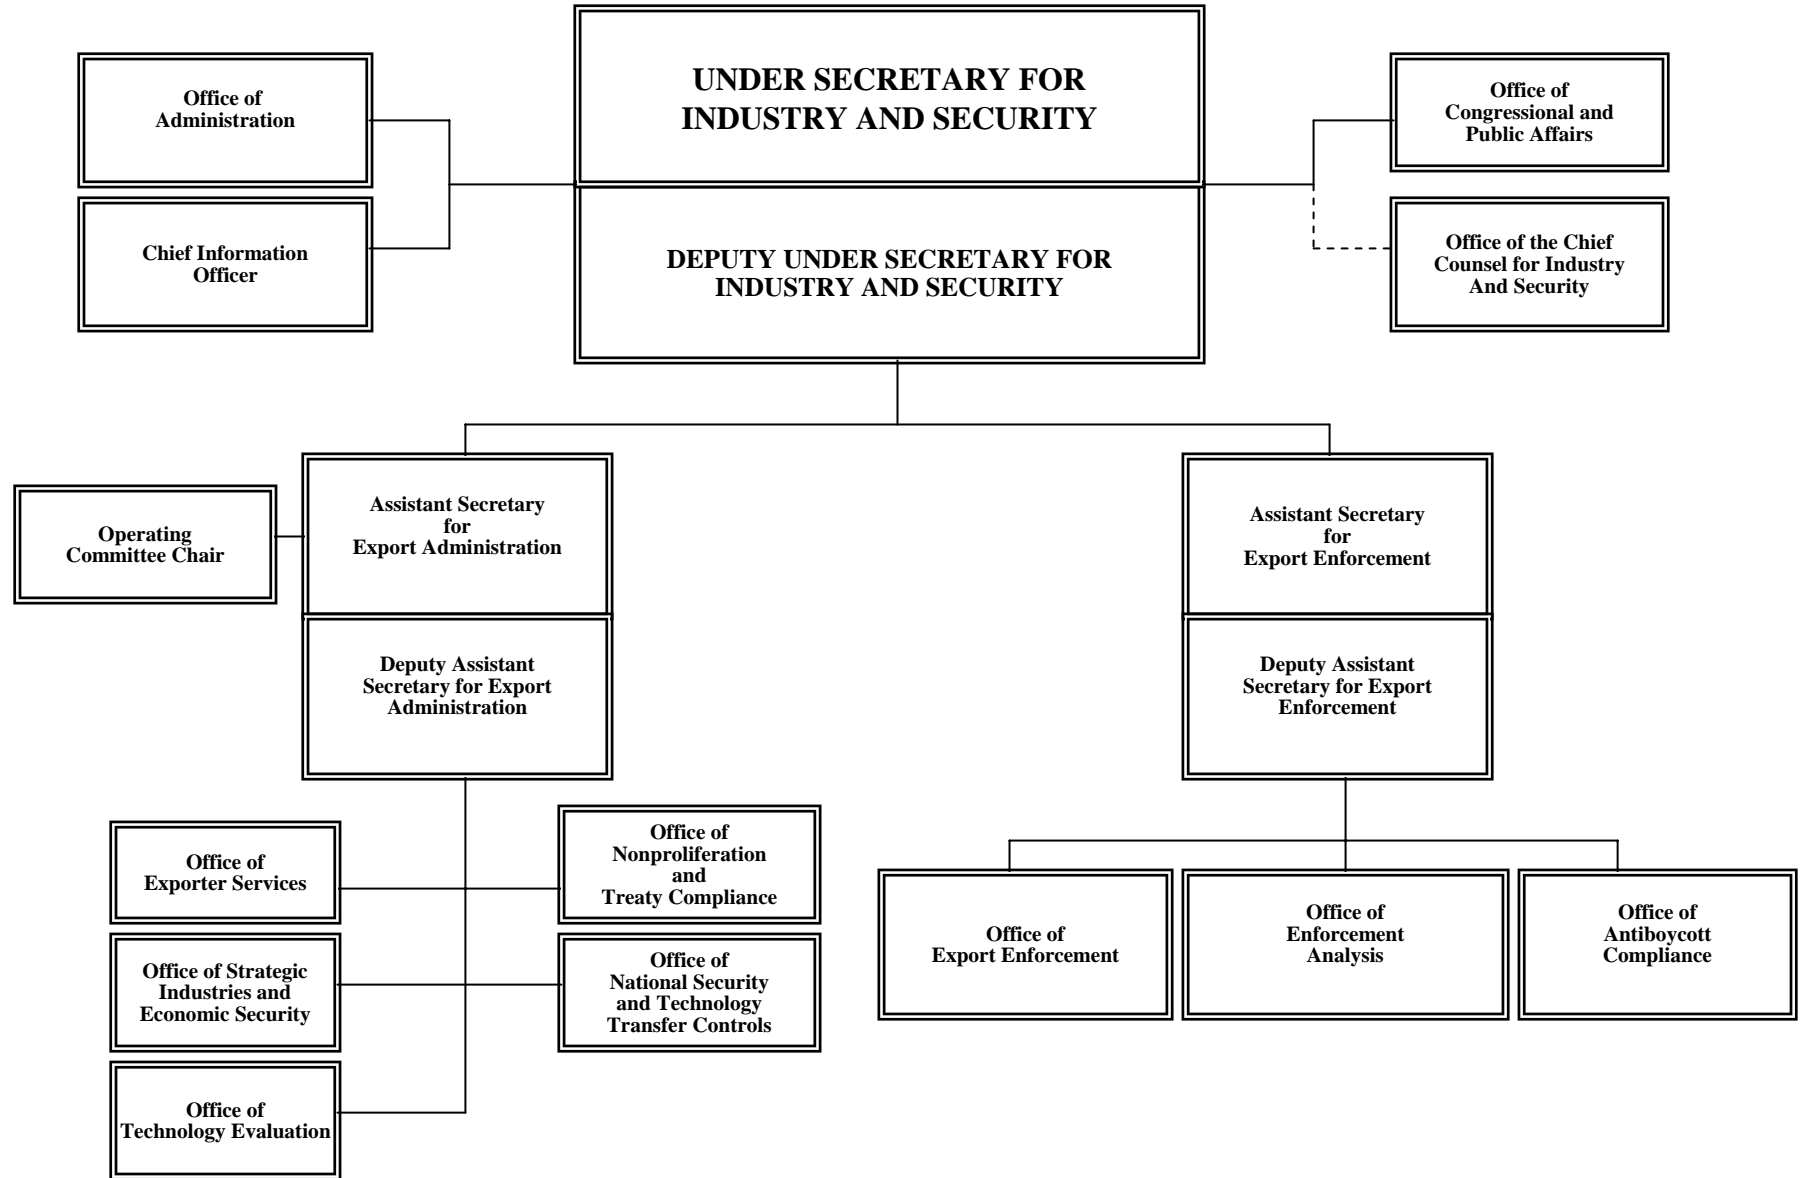 UNDER SECRETARY FOR
INDUSTRY AND SECURITY
Office of
Administration
Office of
Congressional and
Public Affairs
Chief Information
Officer
DEPUTY UNDER SECRETARY FOR
INDUSTRY AND SECURITY
Office of the Chief
Counsel for Industry
And Security
Operating
Committee Chair
Assistant Secretary
for
Export Administration
Assistant Secretary
for
Export Enforcement
Deputy Assistant
Secretary for Export
Administration
Deputy Assistant
Secretary for Export
Enforcement
Office of
Exporter Services
Office of
Nonproliferation
and
Treaty Compliance
Office of Strategic
Industries and
Economic Security
Office of
National Security
and Technology
Transfer Controls
Office of
Technology Evaluation
Office of
Export Enforcement
Office of
Enforcement
Analysis
Office of
Antiboycott
Compliance